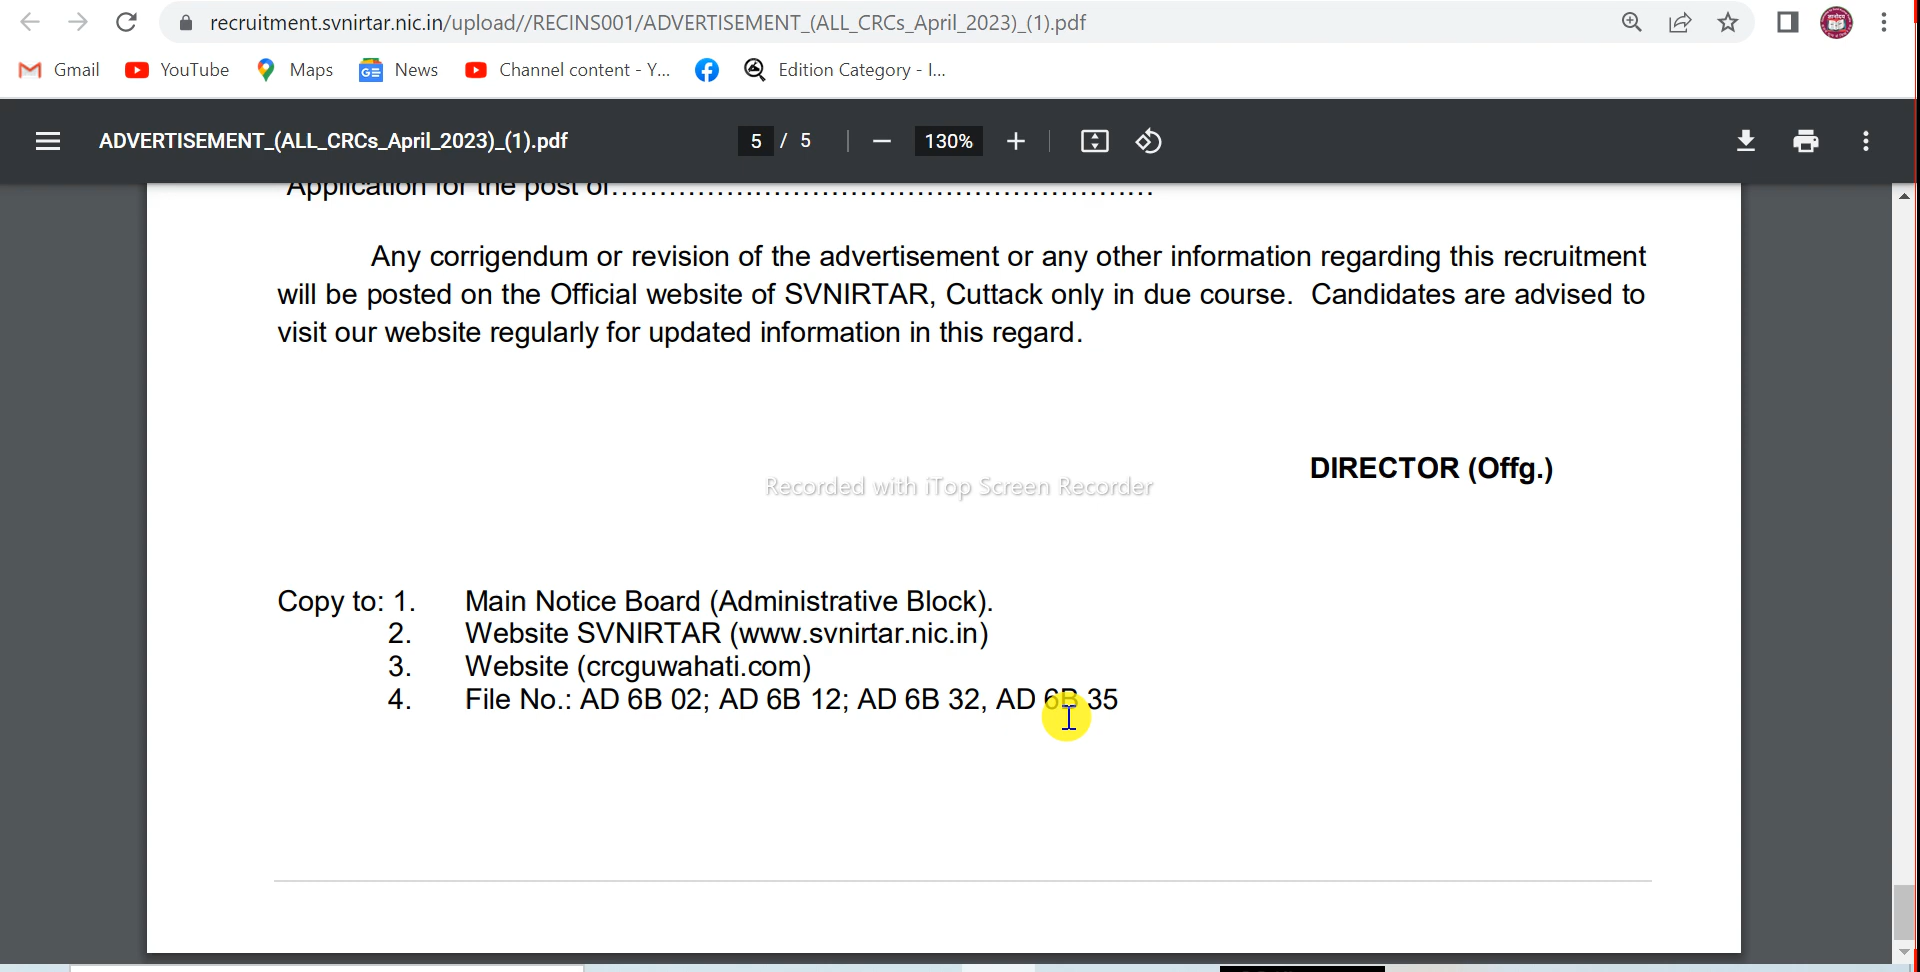 recruitment.svnirtar.nic.in/upload//RECINS001/ADVERTISEMENT_(ALL_CRCs_April_2023)_(1).pdf
Gmail YouTube Maps News Channel content - Y... Edition Category - I...
ADVERTISEMENT_(ALL_CRCs_April_2023)_(1).pdf 5 / 5 130%
Application for the post of.........................................................
Any corrigendum or revision of the advertisement or any other information regarding this recruitment
will be posted on the Official website of SVNIRTAR, Cuttack only in due course. Candidates are advised to
visit our website regularly for updated information in this regard.
DIRECTOR (Offg.)
Recorded with iTop Screen Recorder
Copy to: 1. Main Notice Board (Administrative Block).
2. Website SVNIRTAR (www.svnirtar.nic.in)
3. Website (crcguwahati.com)
4. File No.: AD 6B 02; AD 6B 12; AD 6B 32, AD 6B 35